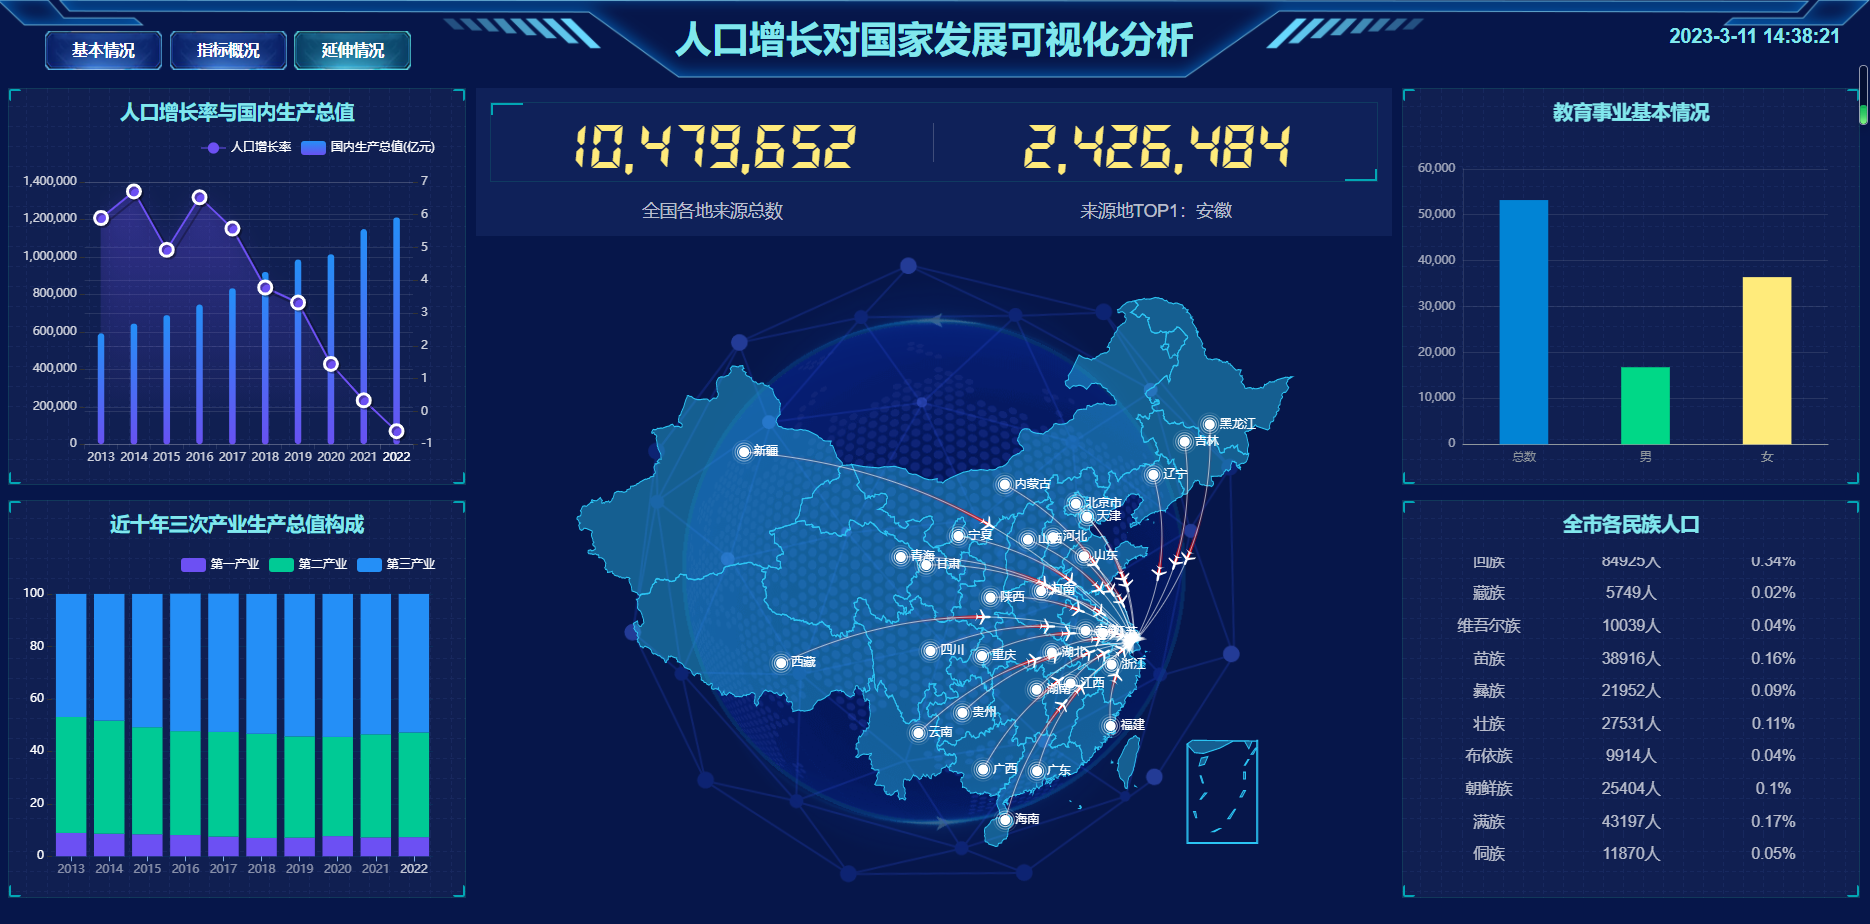 人口增长对国家发展可视化分析
基本情况 指标概况 延伸情况
2023-3-11 14:38:21
人口增长率与国内生产总值
人口增长率 国内生产总值(亿元)
1,400,000
1,200,000
1,000,000
800,000
600,000
400,000
200,000
0
7
6
5
4
3
2
1
0
-1
2013 2014 2015 2016 2017 2018 2019 2020 2021 2022
近十年三次产业生产总值构成
第一产业 第二产业 第三产业
100
80
60
40
20
0
2013 2014 2015 2016 2017 2018 2019 2020 2021 2022
10,479,652
全国各地来源总数
2,426,484
来源地TOP1：安徽
黑龙江
吉林
新疆
辽宁
内蒙古
北京市
天津
宁夏
河北
青海
甘肃
山东
陕西
四川
重庆
湖北
西藏
浙江
湖南
江西
贵州
云南
福建
广西
广东
海南
教育事业基本情况
60,000
50,000
40,000
30,000
20,000
10,000
0
总数 男 女
全市各民族人口
回族 84925人 0.34%
藏族 5749人 0.02%
维吾尔族 10039人 0.04%
苗族 38916人 0.16%
彝族 21952人 0.09%
壮族 27531人 0.11%
布依族 9914人 0.04%
朝鲜族 25404人 0.1%
满族 43197人 0.17%
侗族 11870人 0.05%